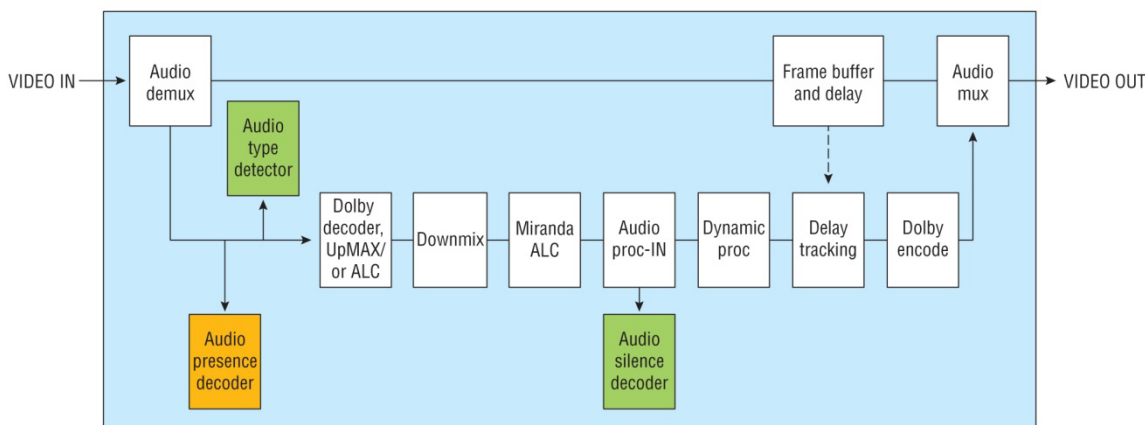 VIDEO IN
Audio
demux
Frame buffer
and delay
Audio
mux
VIDEO OUT
Audio
type
detector
Dolby
decoder,
UpMAX/
or ALC
Downmix
Miranda
ALC
Audio
proc-IN
Dynamic
proc
Delay
tracking
Dolby
encode
Audio
presence
decoder
Audio
silence
decoder